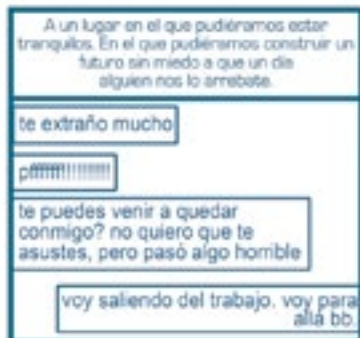 A un lugar en el que pudiéramos estar
tranquilos. En el que pudiéramos construir un
futuro sin miedo a que un día
alguien nos lo arrebate.
te extraño mucho
pffffff!!!!!!!!!!
te puedes venir a quedar
conmigo? no quiero que te
asustes, pero pasó algo horrible
voy saliendo del trabajo. voy para
allá bb.